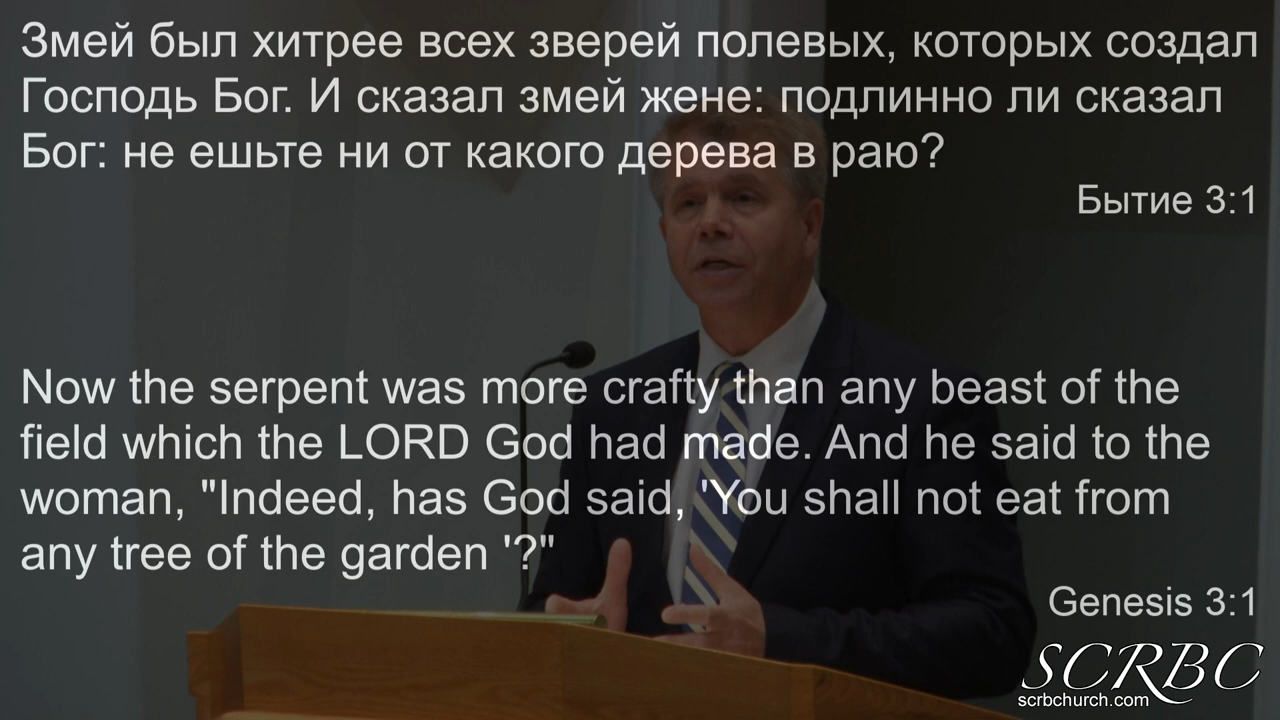 Змей был хитрее всех зверей полевых, которых создал
Господь Бог. И сказал змей жене: подлинно ли сказал
Бог: не ешьте ни от какого дерева в раю?
Бытие 3:1
Now the serpent was more crafty than any beast of the
field which the LORD God had made. And he said to the
woman, "Indeed, has God said, 'You shall not eat from
any tree of the garden '?"
Genesis 3:1
SCRBC
scrbchurch.com